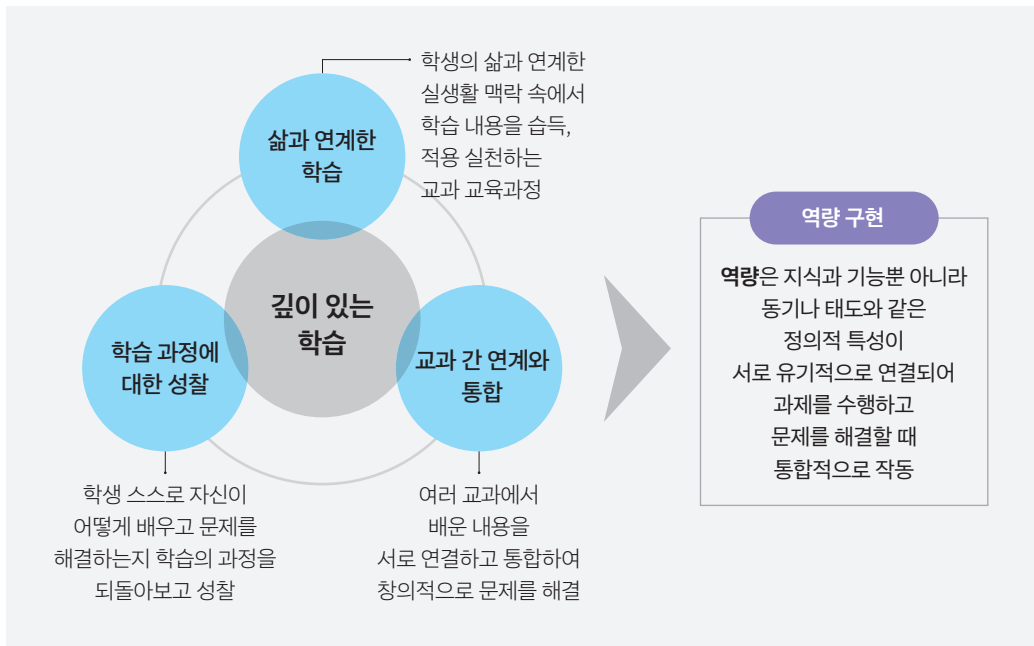 삶과 연계한
학습
학생의 삶과 연계한
실생활 맥락 속에서
학습 내용을 습득,
적용 실천하는
교과 교육과정
깊이 있는
학습
학습 과정에
대한 성찰
교과 간 연계와
통합
학생 스스로 자신이
어떻게 배우고 문제를
해결하는지 학습의 과정을
되돌아보고 성찰
여러 교과에서
배운 내용을
서로 연결하고 통합하여
창의적으로 문제를 해결
역량 구현
역량은 지식과 기능뿐 아니라
동기나 태도와 같은
정의적 특성이
서로 유기적으로 연결되어
과제를 수행하고
문제를 해결할 때
통합적으로 작동